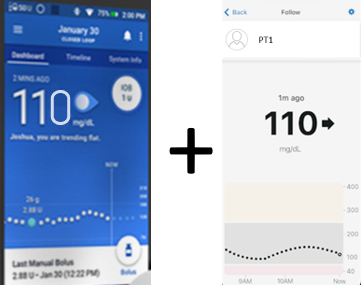 50 U 75% 2:00 PM
January 30
CLOSED LOOP
Dashboard Timeline System Info
2 MINS AGO
110
mg/dL
IOB
1 U
Joshua, you are trending flat.
NOW
26 g
2.88 U
Last Manual Bolus
2.88 U – Jan 30 (12:22 PM)
Bolus
+
Back Follow
PT1
1m ago
110
mg/dL
400
300
200
100
40
9AM 10AM Now